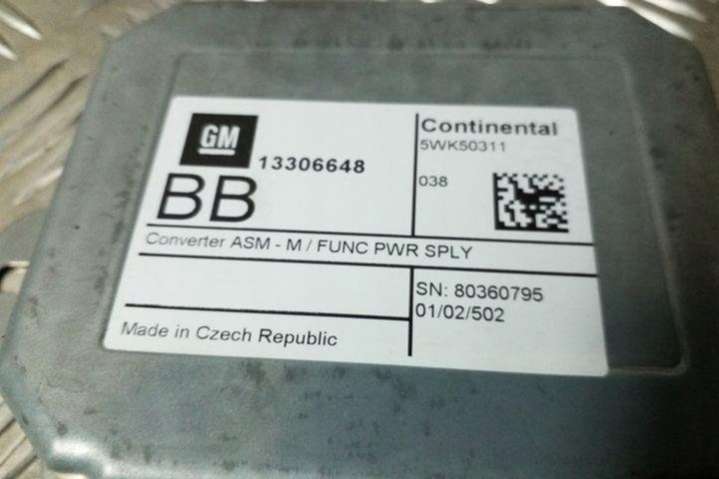 GM
13306648
BB
Continental
5WK50311
038
Converter ASM - M / FUNC PWR SPLY
SN: 80360795
01/02/502
Made in Czech Republic